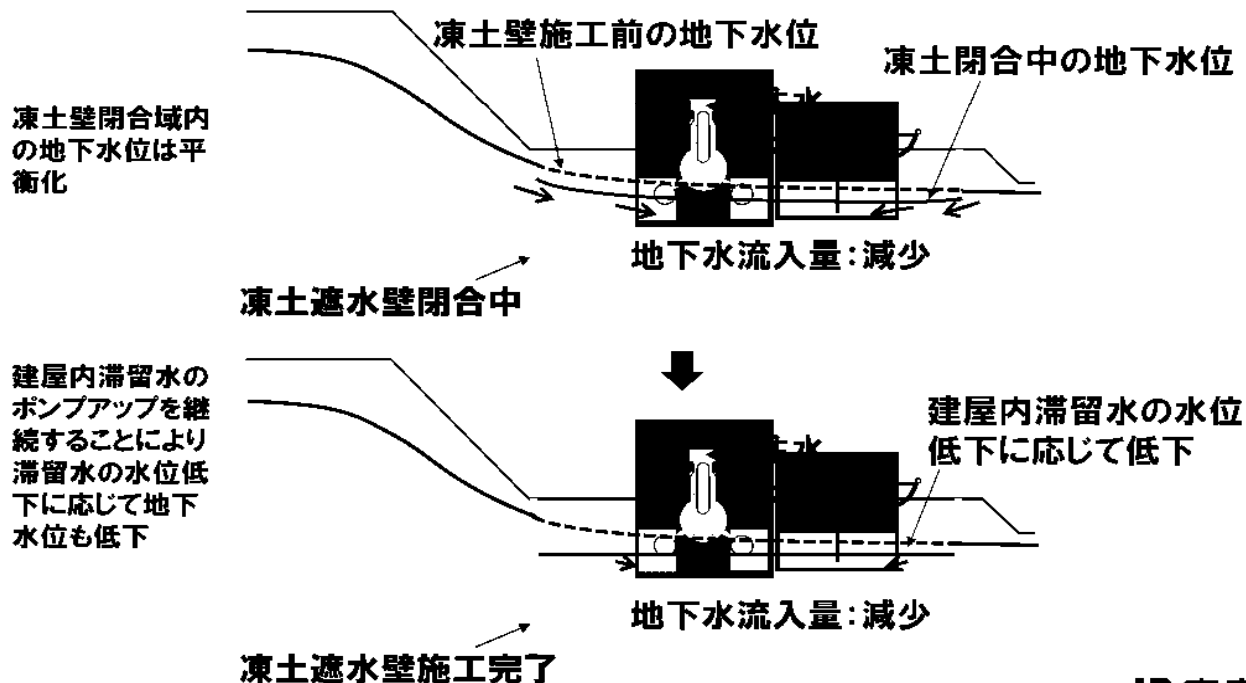 凍土壁施工前の地下水位
凍土閉合中の地下水位
凍土壁閉合域内
の地下水位は平
衡化
地下水流入量：減少
凍土遮水壁閉合中
建屋内滞留水の
ポンプアップを継
続することにより
滞留水の水位低
下に応じて地下
水位も低下
建屋内滞留水の水位
低下に応じて低下
地下水流入量：減少
凍土遮水壁施工完了